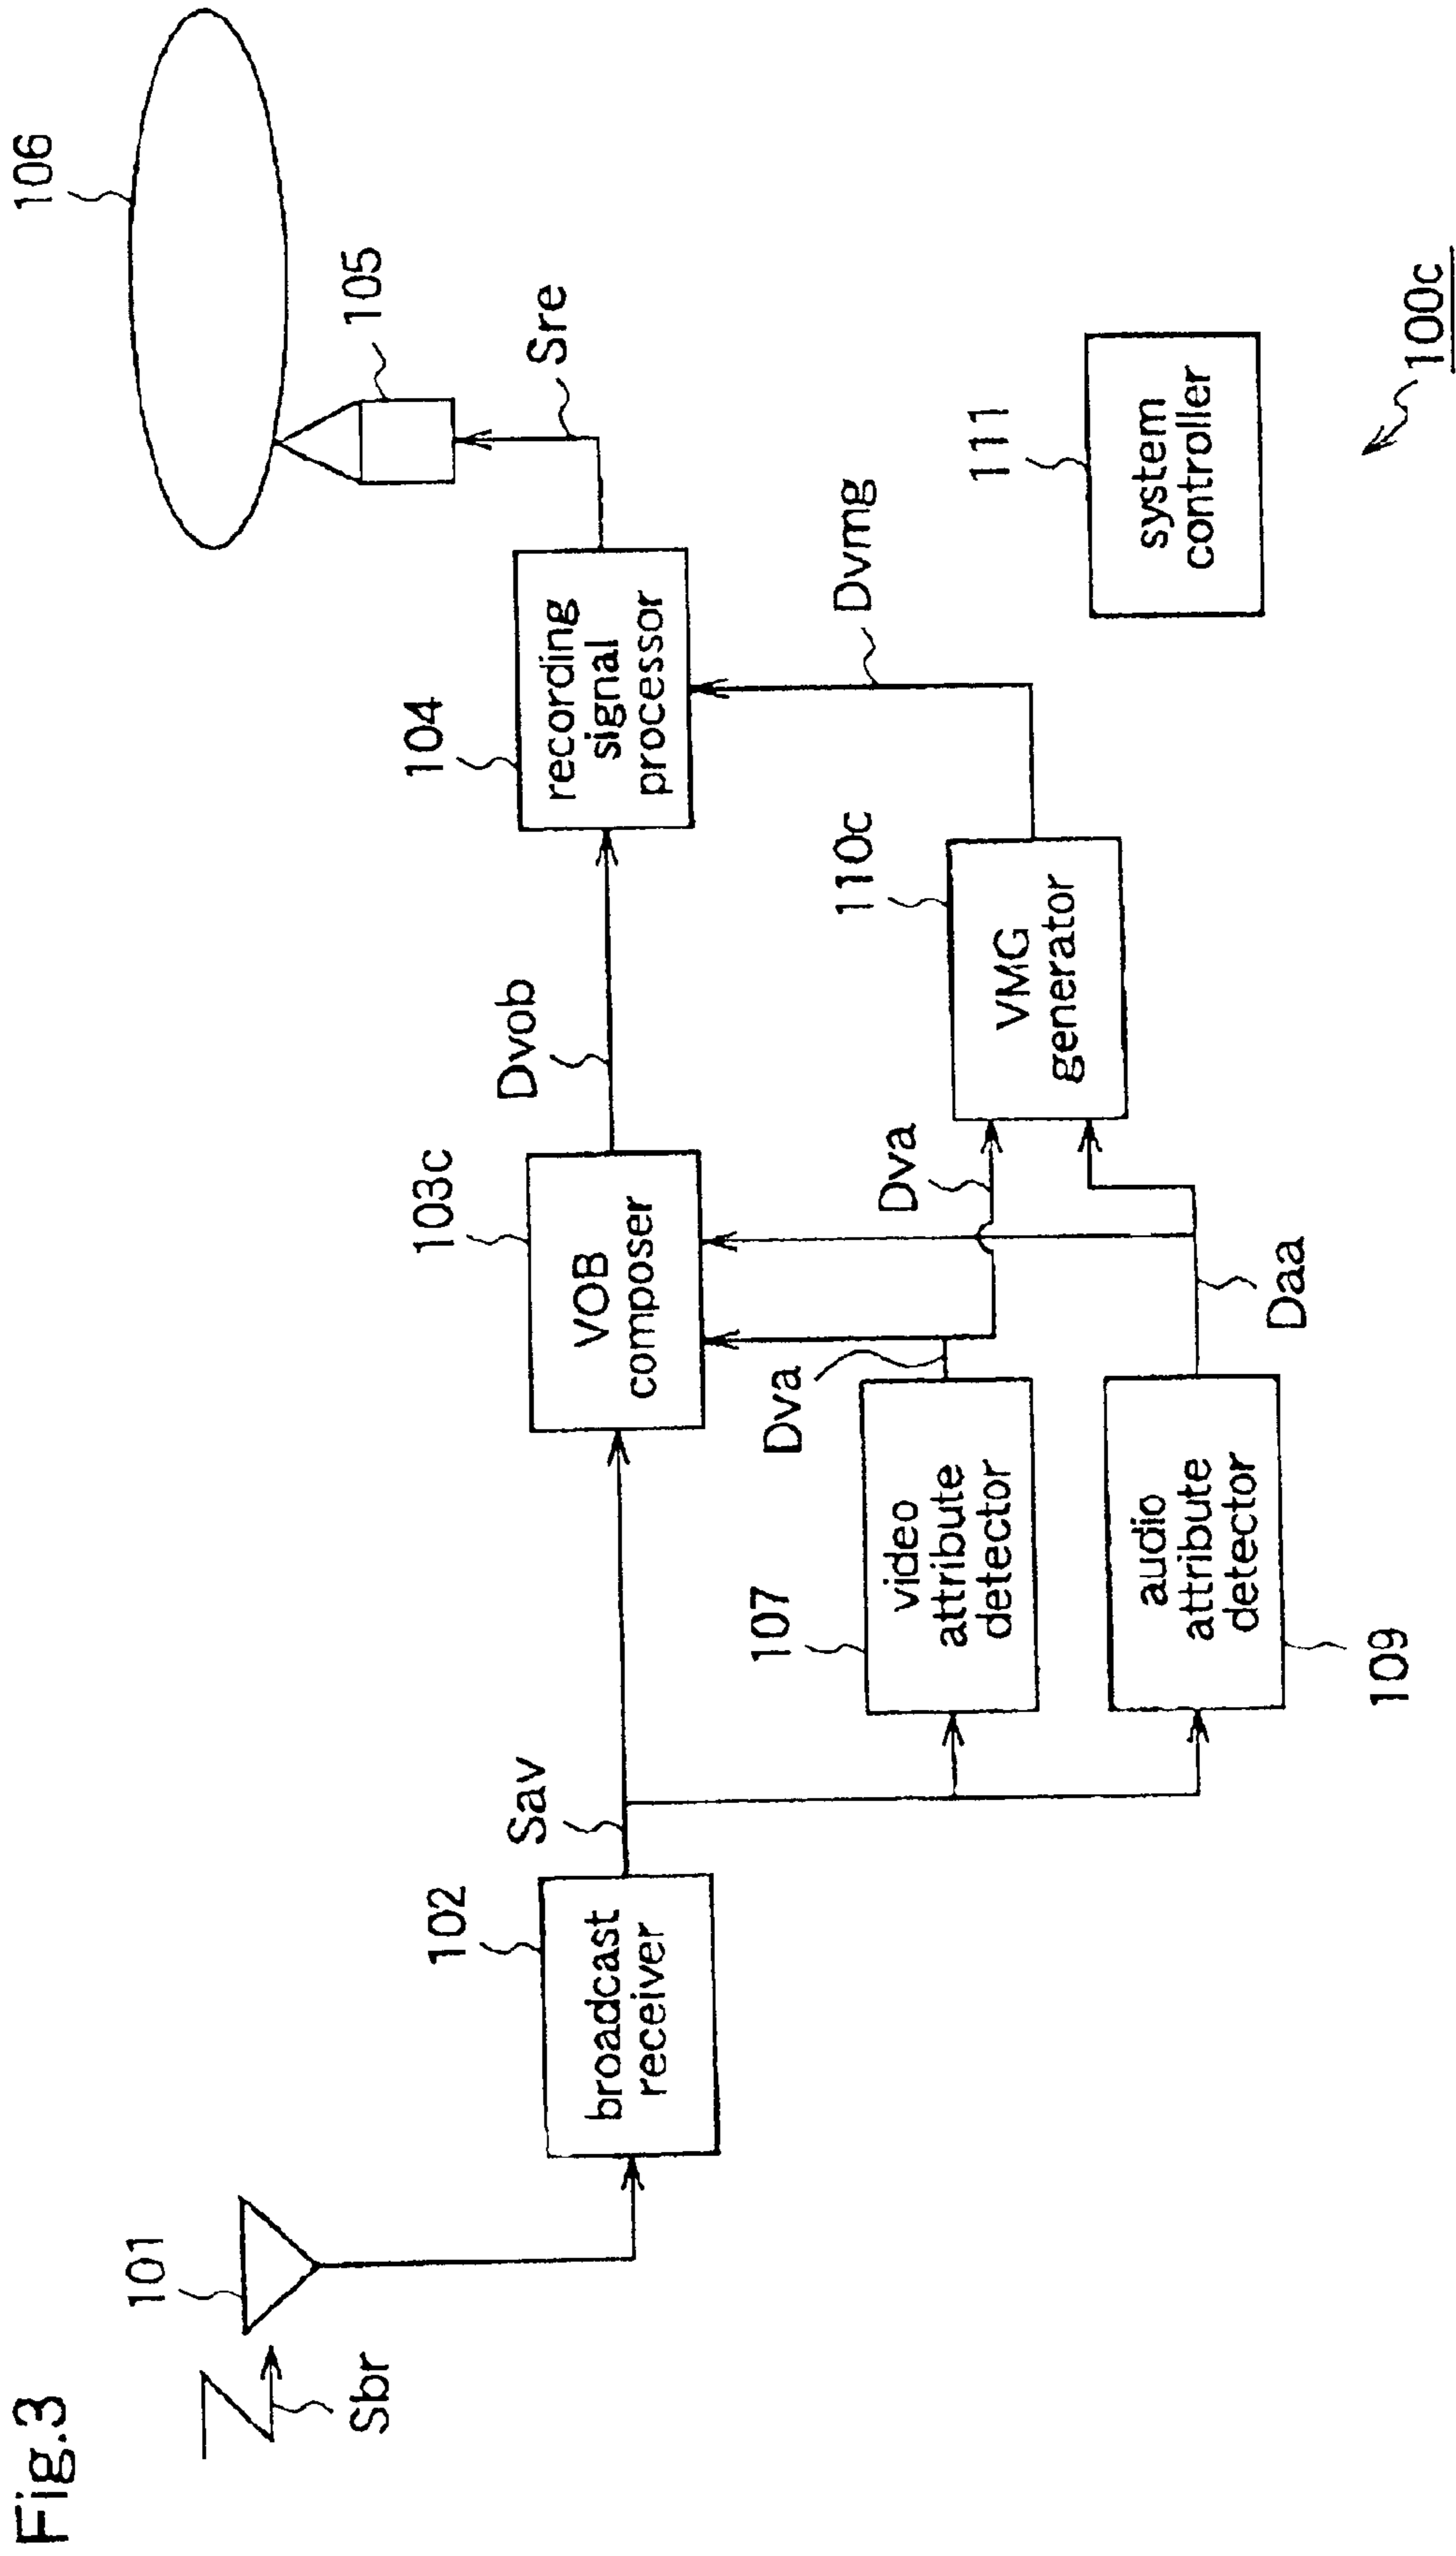 Fig.3
101
Sbr
102
broadcast
receiver
Sav
103c
VOB
composer
Dvob
104
recording
signal
processor
Sre
105
106
107
video
attribute
detector
Dva
Dva
109
audio
attribute
detector
Daa
110c
VMG
generator
Dvmg
111
system
controller
100c